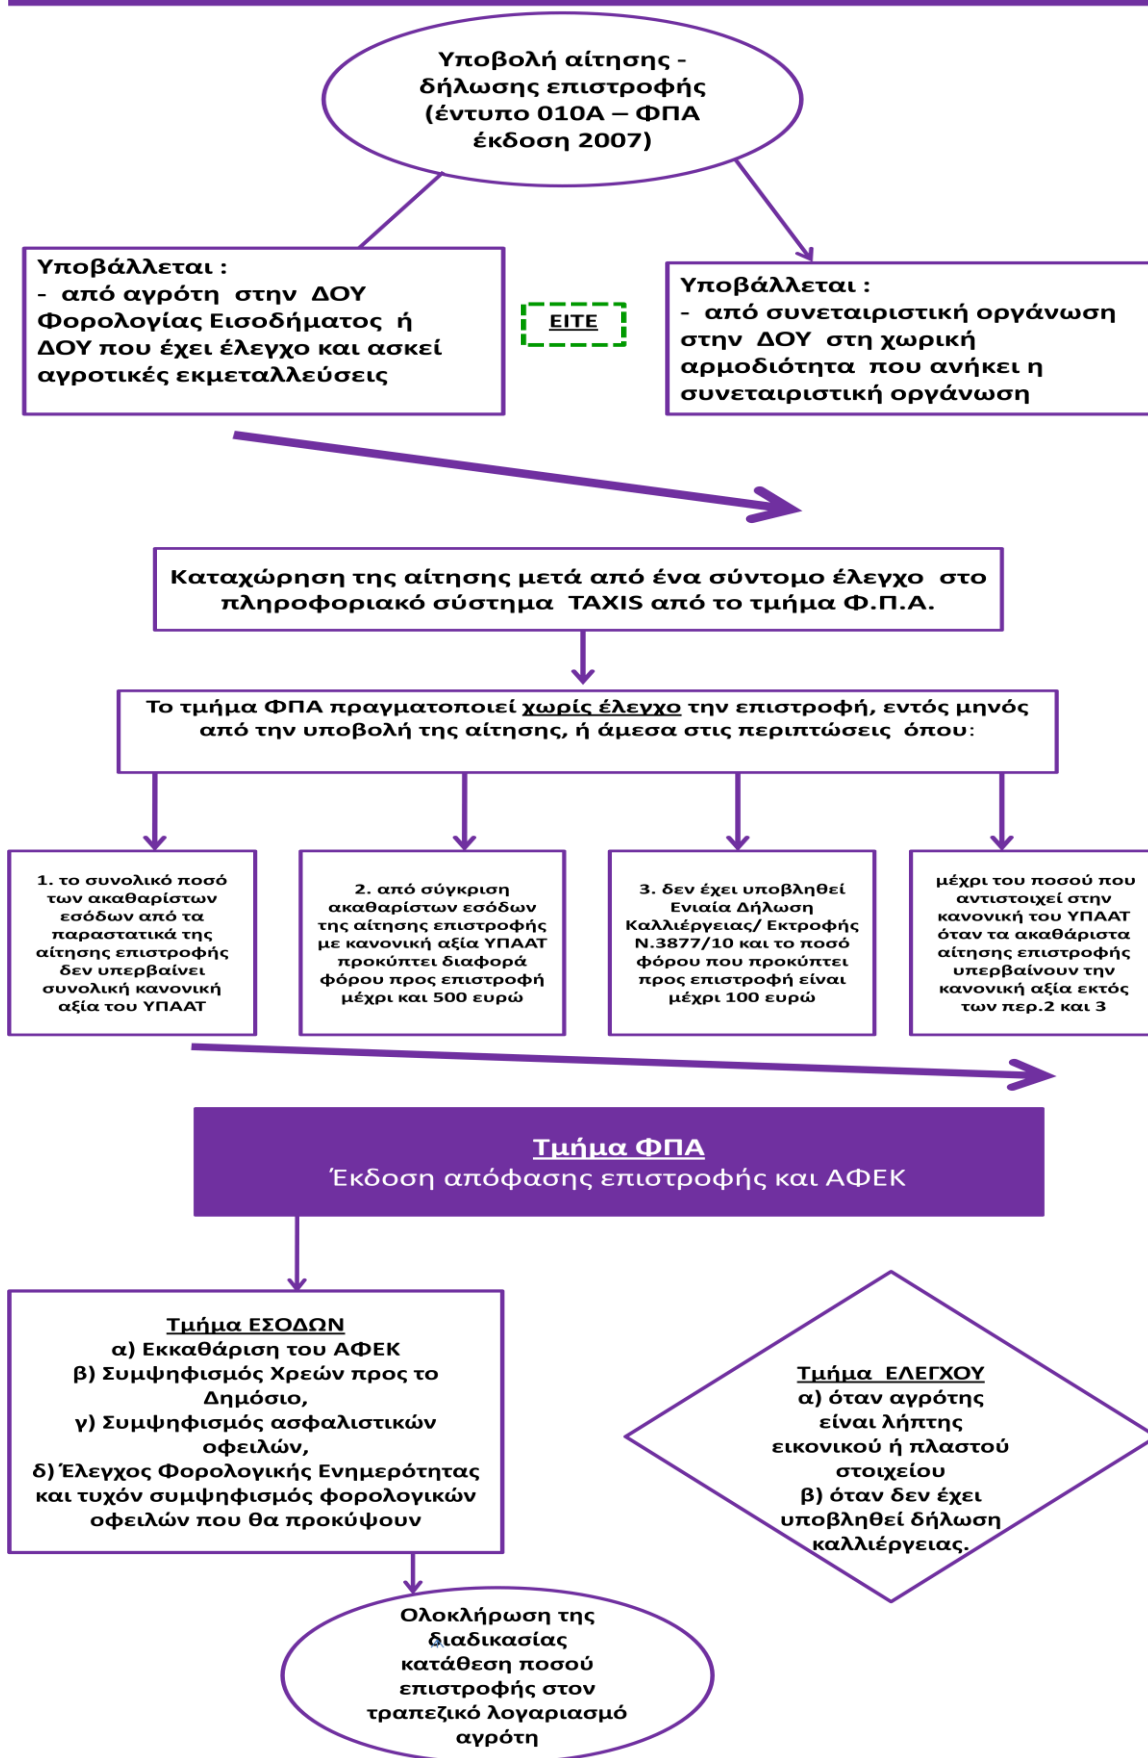 Υποβολή αίτησης -
δήλωσης επιστροφής
(έντυπο 010Α – ΦΠΑ
έκδοση 2007)
Υποβάλλεται :
- από αγρότη στην ΔΟΥ
Φορολογίας Εισοδήματος ή
ΔΟΥ που έχει έλεγχο και ασκεί
αγροτικές εκμεταλλεύσεις
ΕΙΤΕ
Υποβάλλεται :
- από συνεταιριστική οργάνωση
στην ΔΟΥ στη χωρική
αρμοδιότητα που ανήκει η
συνεταιριστική οργάνωση
Καταχώρηση της αίτησης μετά από ένα σύντομο έλεγχο στο
πληροφοριακό σύστημα TAXIS από το τμήμα Φ.Π.Α.
Το τμήμα ΦΠΑ πραγματοποιεί χωρίς έλεγχο την επιστροφή, εντός μηνός
από την υποβολή της αίτησης, ή άμεσα στις περιπτώσεις όπου:
1. το συνολικό ποσό
των ακαθαρίστων
εσόδων από τα
παραστατικά της
αίτησης επιστροφής
δεν υπερβαίνει
συνολική κανονική
αξία του ΥΠΑΑΤ
2. από σύγκριση
ακαθαρίστων εσόδων
της αίτησης επιστροφής
με κανονική αξία ΥΠΑΑΤ
προκύπτει διαφορά
φόρου προς επιστροφή
μέχρι και 500 ευρώ
3. δεν έχει υποβληθεί
Ενιαία Δήλωση
Καλλιέργειας/ Εκτροφής
Ν.3877/10 και το ποσό
φόρου που προκύπτει
προς επιστροφή είναι
μέχρι 100 ευρώ
μέχρι του ποσού που
αντιστοιχεί στην
κανονική του ΥΠΑΑΤ
όταν τα ακαθάριστα
αίτησης επιστροφής
υπερβαίνουν την
κανονική αξία εκτός
των περ.2 και 3
Τμήμα ΦΠΑ
Έκδοση απόφασης επιστροφής και ΑΦΕΚ
Τμήμα ΕΣΟΔΩΝ
α) Εκκαθάριση του ΑΦΕΚ
β) Συμψηφισμός Χρεών προς το
Δημόσιο,
γ) Συμψηφισμός ασφαλιστικών
οφειλών,
δ) Έλεγχος Φορολογικής Ενημερότητας
και τυχόν συμψηφισμός φορολογικών
οφειλών που θα προκύψουν
Τμήμα ΕΛΕΓΧΟΥ
α) όταν αγρότης
είναι λήπτης
εικονικού ή πλαστού
στοιχείου
β) όταν δεν έχει
υποβληθεί δήλωση
καλλιέργειας.
Ολοκλήρωση της
διαδικασίας
κατάθεση ποσού
επιστροφής στον
τραπεζικό λογαριασμό
αγρότη